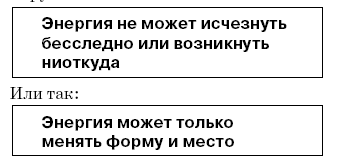 Энергия не может исчезнуть
бесследно или возникнуть
ниоткуда
Или так:
Энергия может только
менять форму и место